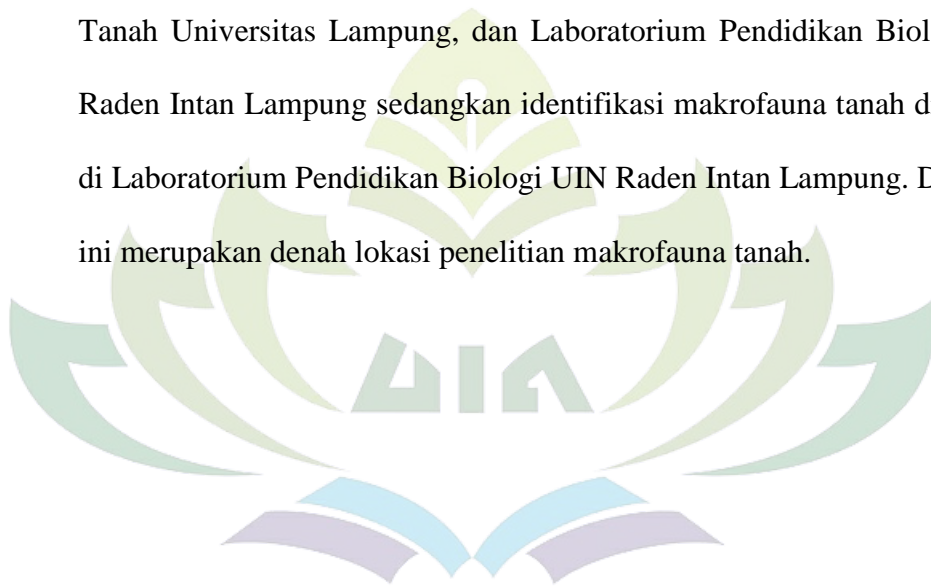 Tanah Universitas Lampung, dan Laboratorium Pendidikan Biol
Raden Intan Lampung sedangkan identifikasi makrofauna tanah d
di Laboratorium Pendidikan Biologi UIN Raden Intan Lampung. D
ini merupakan denah lokasi penelitian makrofauna tanah.
UIN